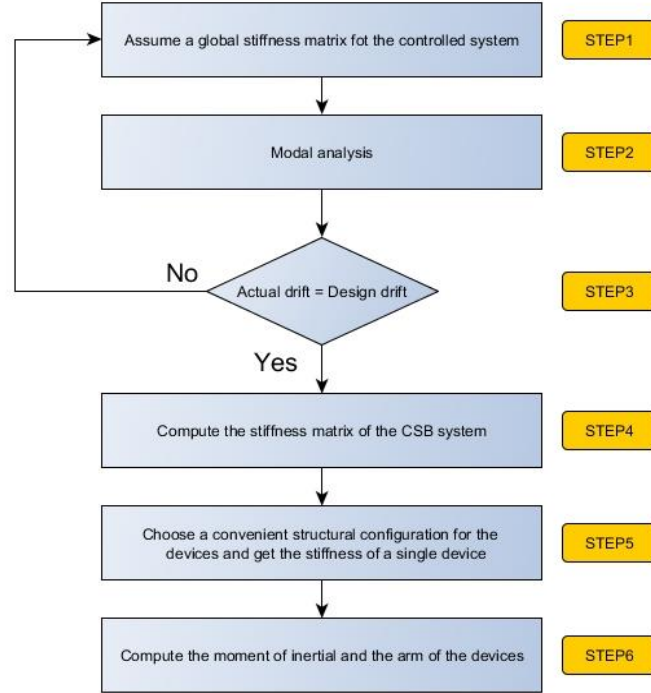 Assume a global stiffness matrix fot the controlled system
STEP1
Modal analysis
STEP2
No
Actual drift = Design drift
STEP3
Yes
Compute the stiffness matrix of the CSB system
STEP4
Choose a convenient structural configuration for the
devices and get the stiffness of a single device
STEP5
Compute the moment of inertial and the arm of the devices
STEP6